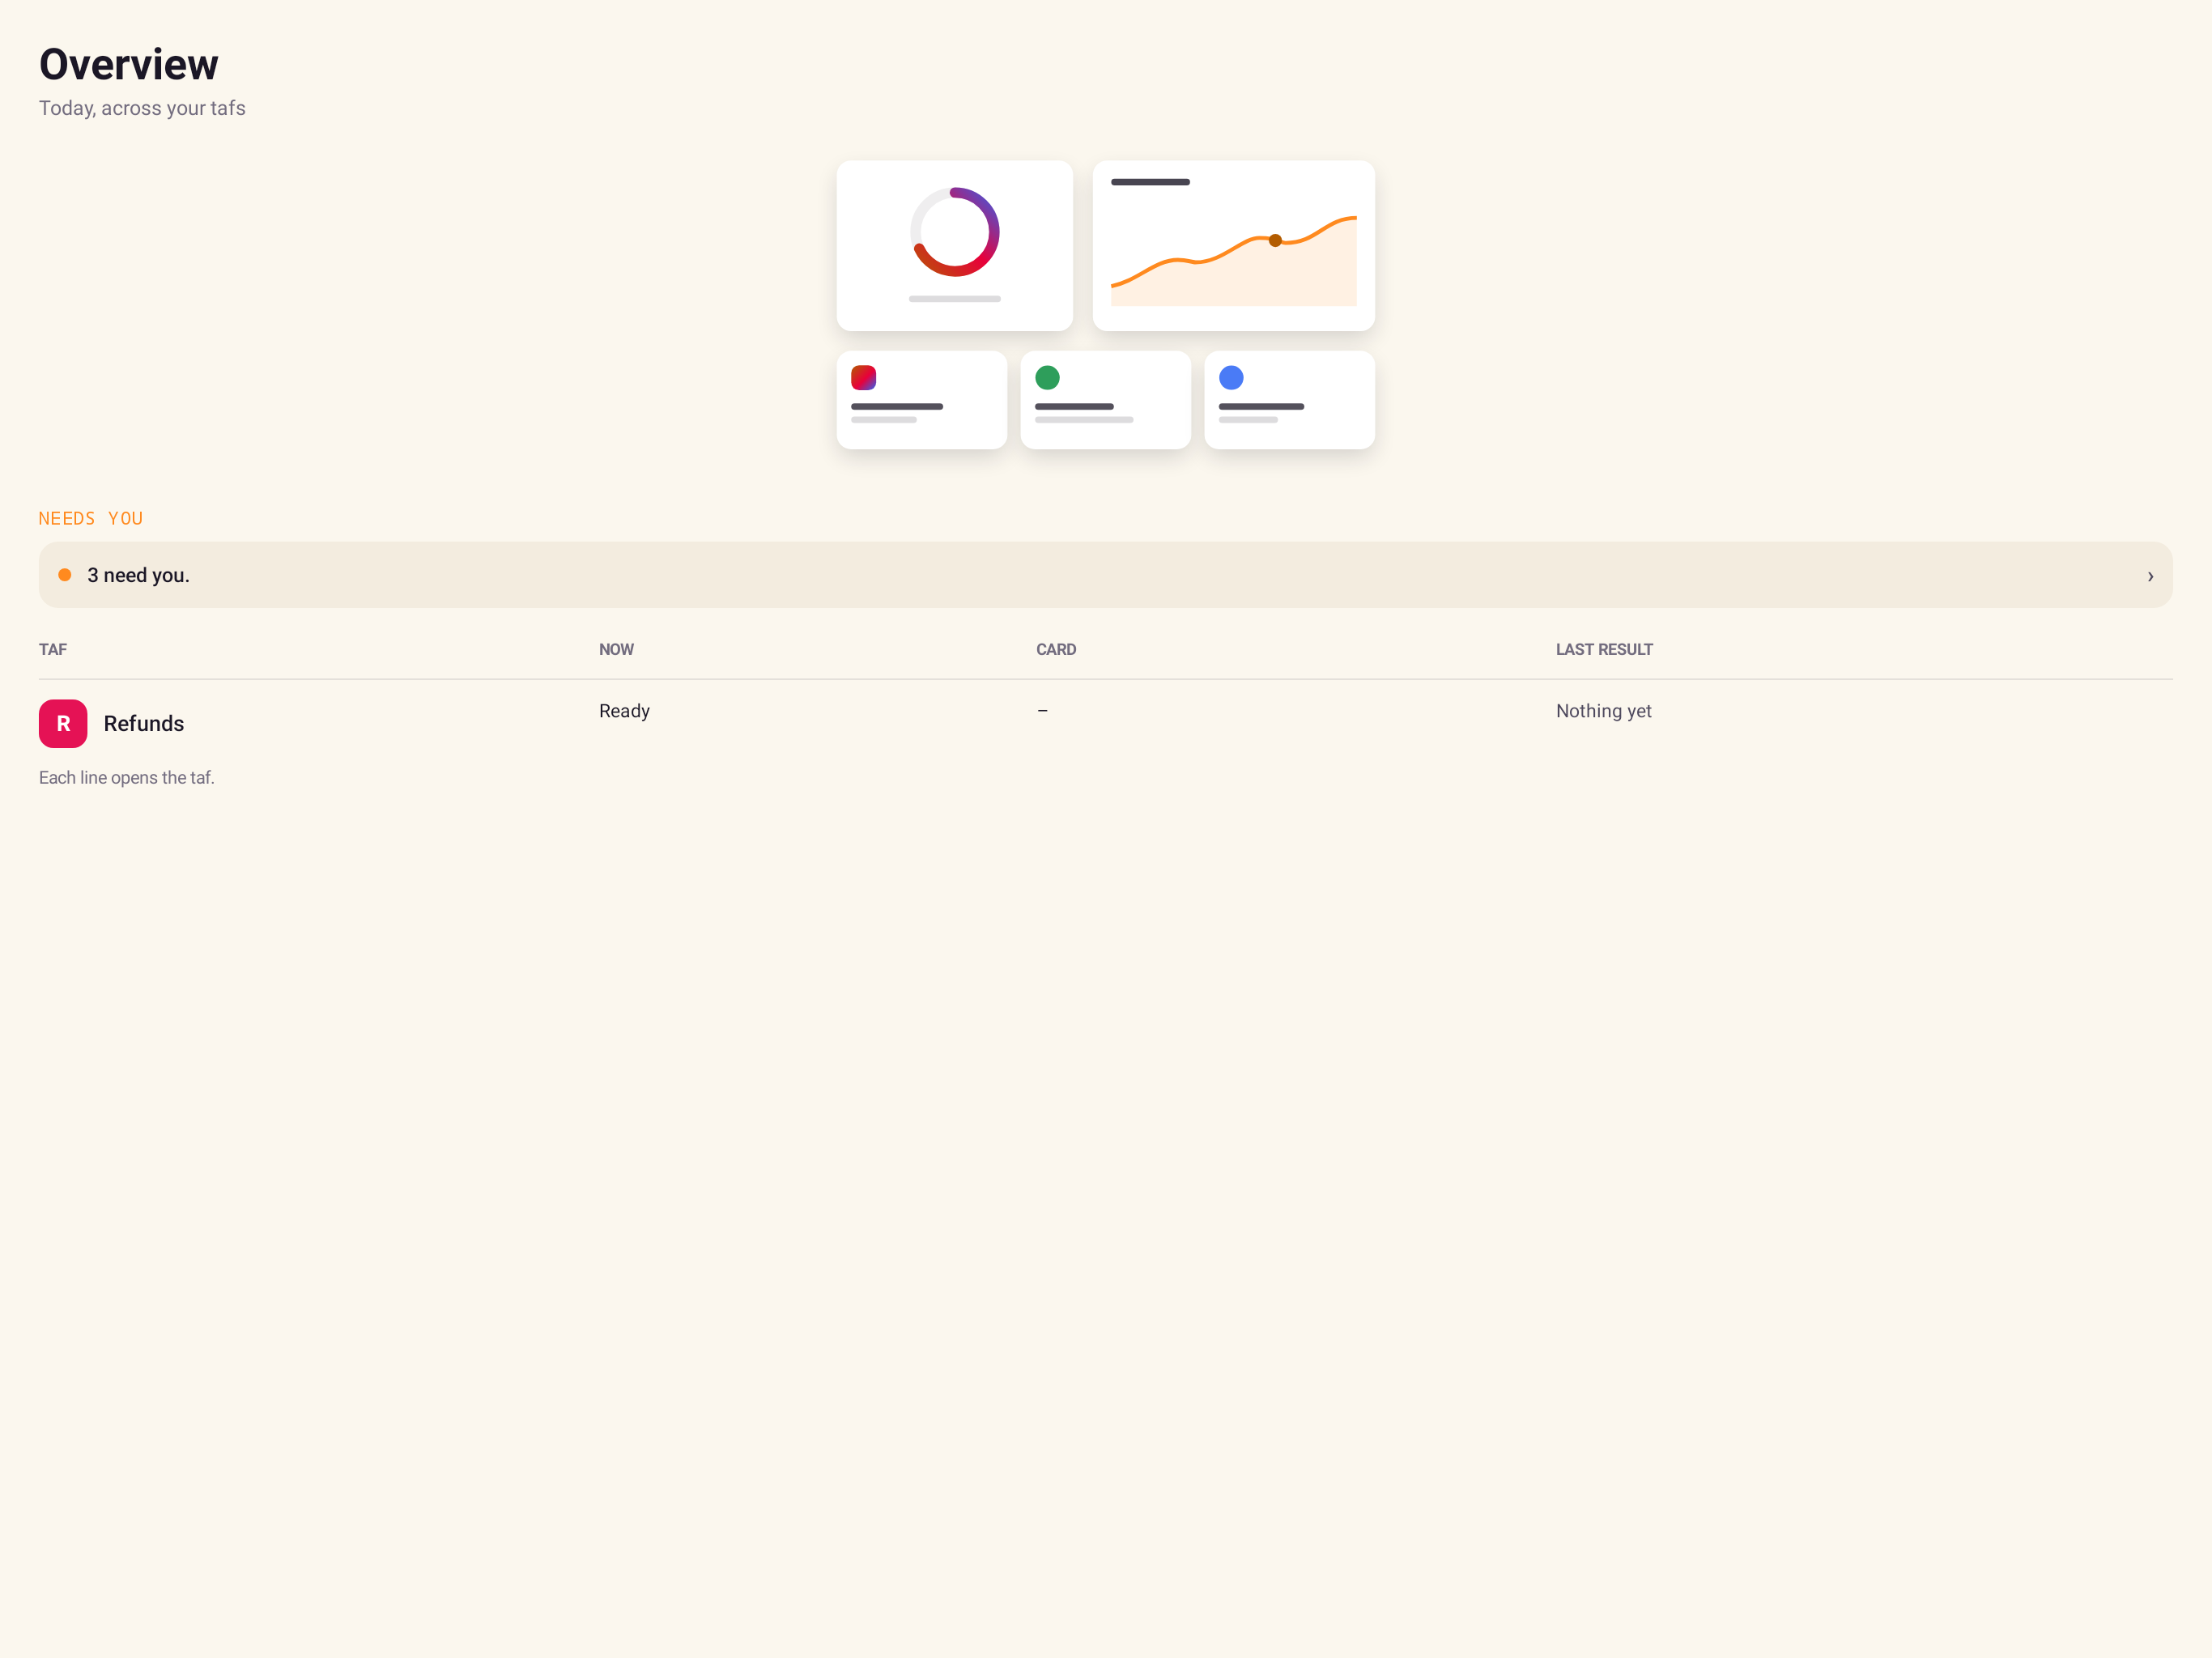 Overview
Today, across your tafs
NEEDS YOU
3 need you.
TAF NOW CARD LAST RESULT
R Refunds Ready – Nothing yet
Each line opens the taf.